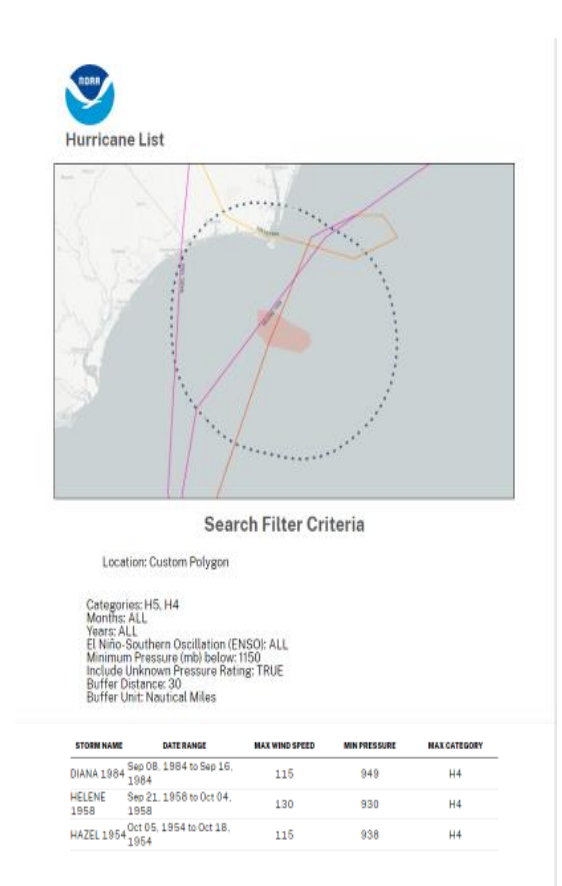 NOAA
Hurricane List
Search Filter Criteria
Location: Custom Polygon
Categories: H5, H4
Months: ALL
Years: ALL
El Niño-Southern Oscillation (ENSO): ALL
Minimum Pressure (mb) below: 1150
Include Unknown Pressure Rating: TRUE
Buffer Distance: 30
Buffer Unit: Nautical Miles
STORM NAME DATE RANGE MAX WIND SPEED MIN PRESSURE MAX CATEGORY
DIANA 1984 Sep 08, 1984 to Sep 16, 1984 115 949 H4
HELENE 1958 Sep 21, 1958 to Oct 04, 1958 130 930 H4
HAZEL 1954 Oct 05, 1954 to Oct 18, 1954 115 938 H4